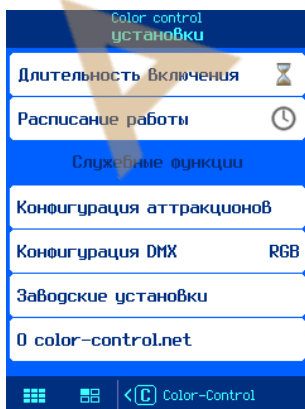 Color control
установки
Длительность включения
Расписание работы
Служебные функции
Конфигурация аттракционов
Конфигурация DMX RGB
Заводские установки
О color-control.net
<C Color-Control